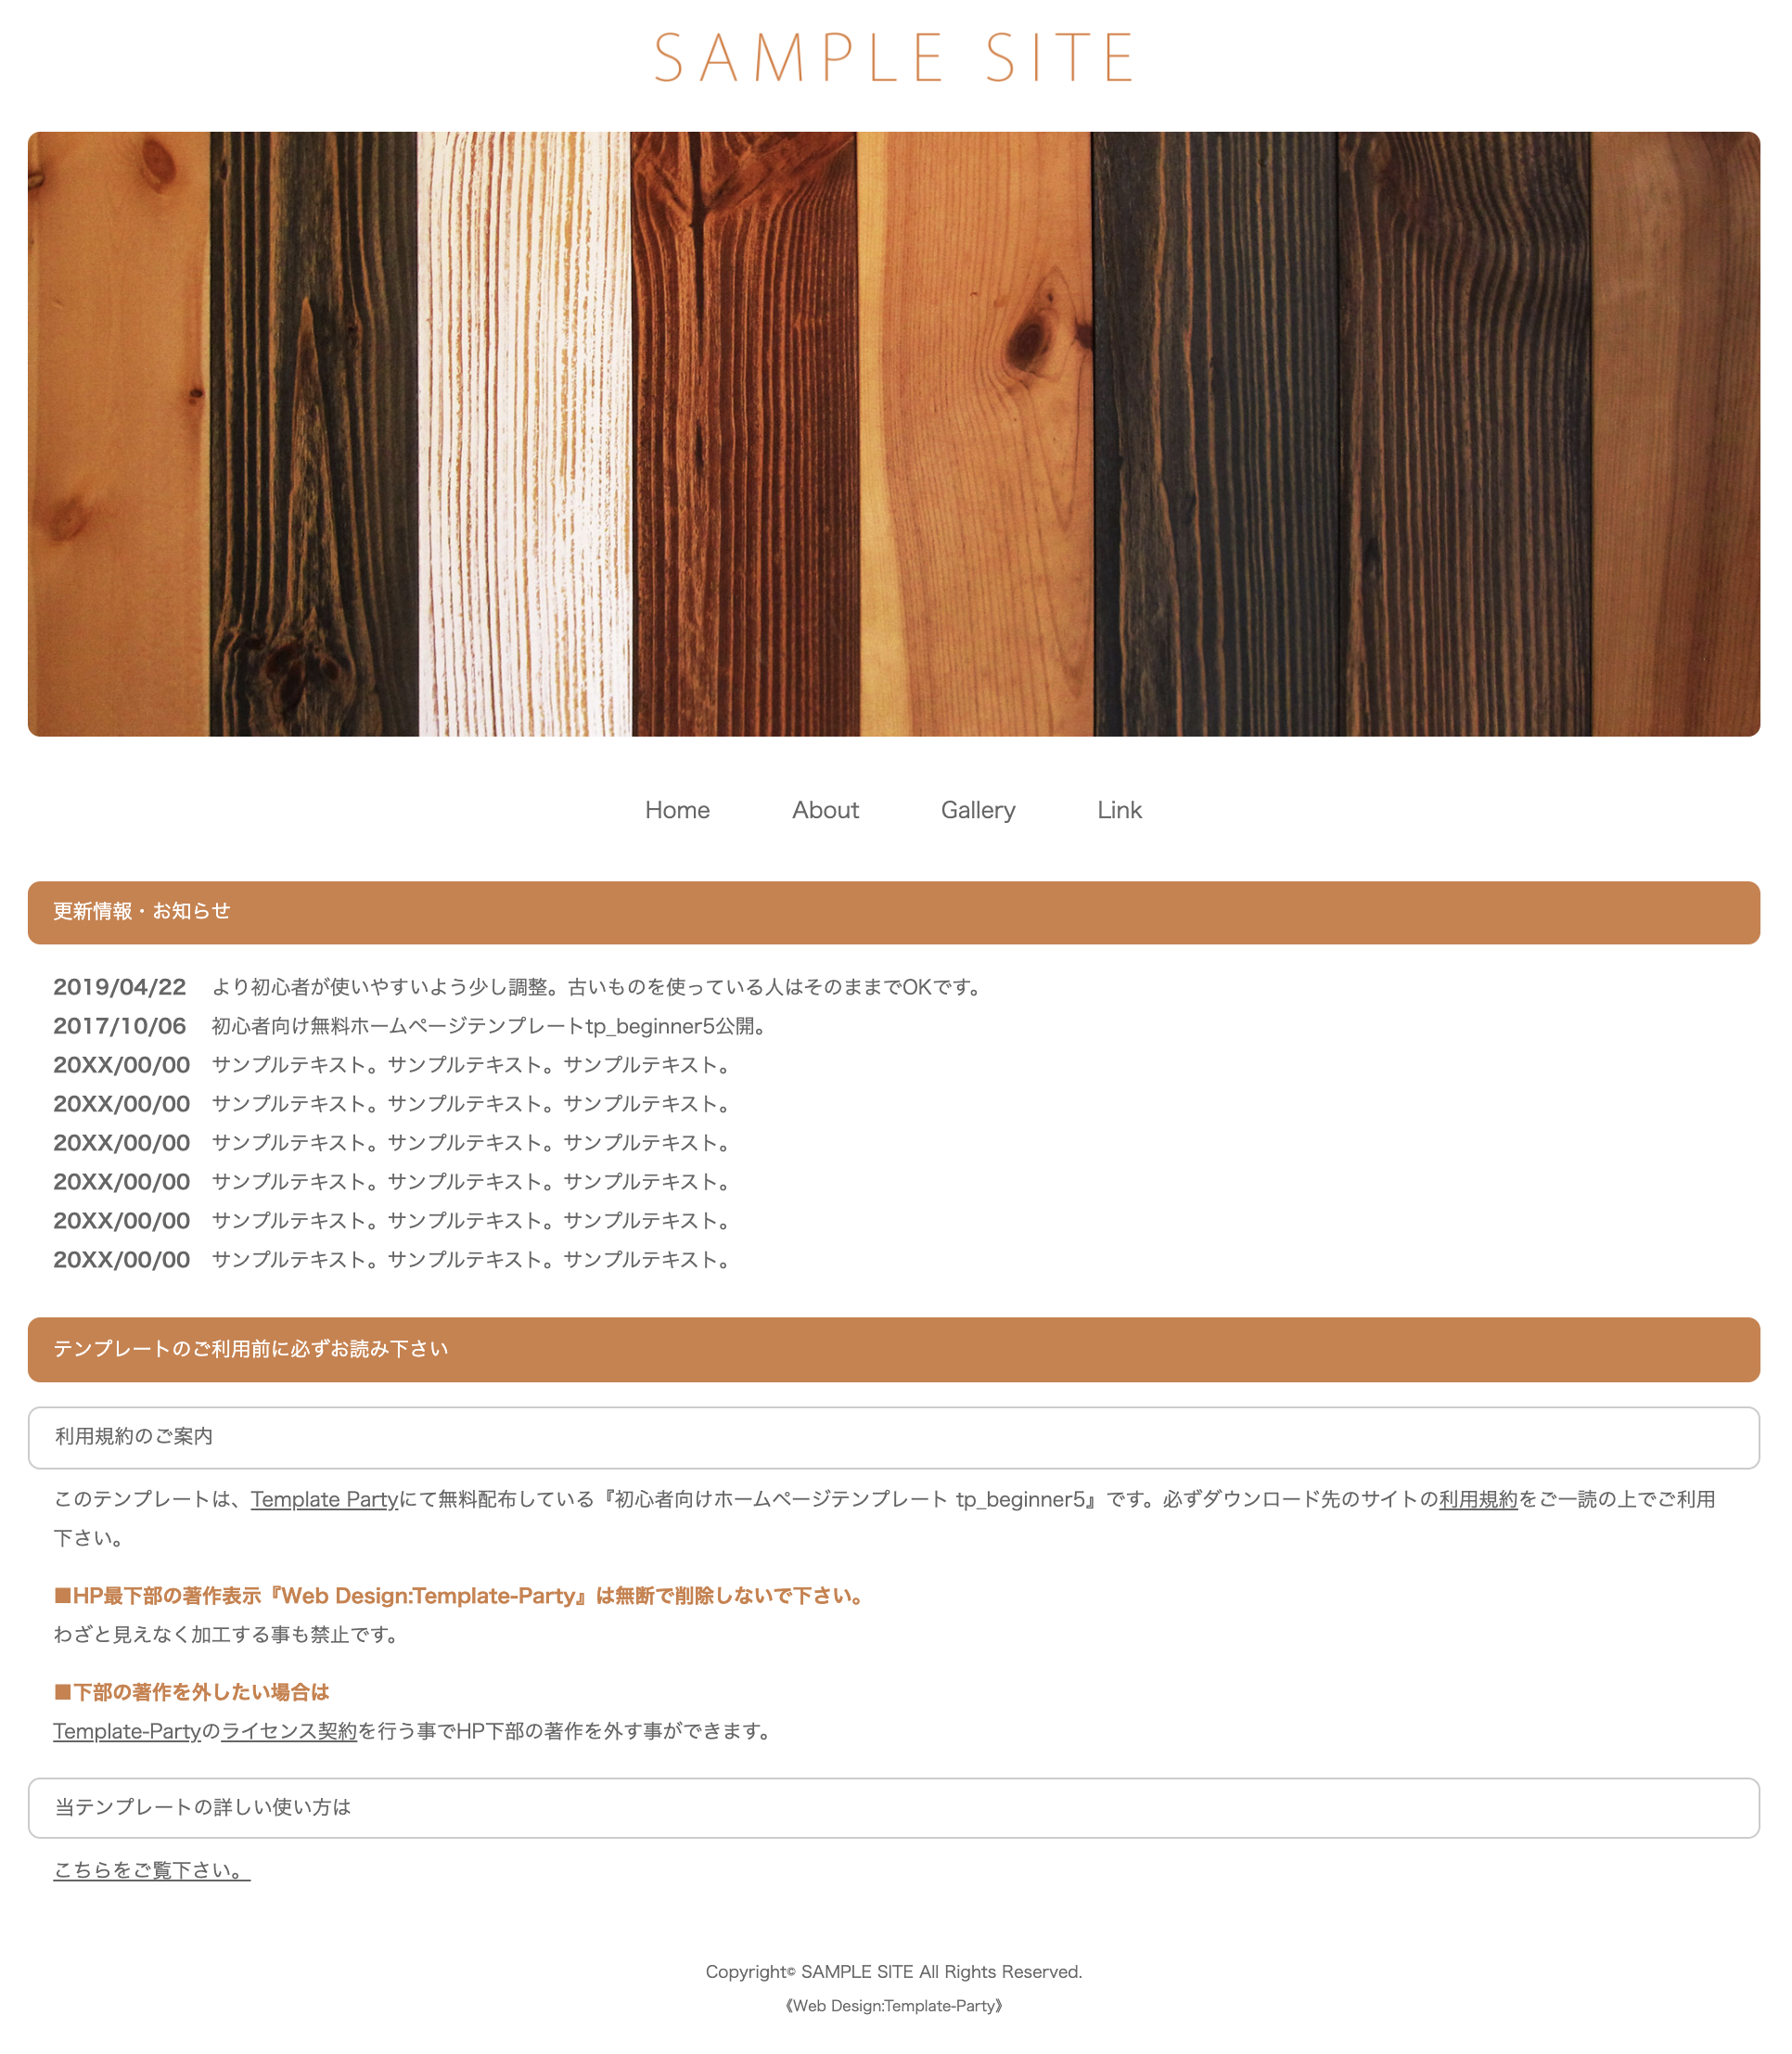 SAMPLE SITE
Home About Gallery Link
更新情報・お知らせ
2019/04/22 より初心者が使いやすいよう少し調整。古いものを使っている人はそのままでOKです。
2017/10/06 初心者向け無料ホームページテンプレートtp_beginner5公開。
20XX/00/00 サンプルテキスト。サンプルテキスト。サンプルテキスト。
20XX/00/00 サンプルテキスト。サンプルテキスト。サンプルテキスト。
20XX/00/00 サンプルテキスト。サンプルテキスト。サンプルテキスト。
20XX/00/00 サンプルテキスト。サンプルテキスト。サンプルテキスト。
20XX/00/00 サンプルテキスト。サンプルテキスト。サンプルテキスト。
20XX/00/00 サンプルテキスト。サンプルテキスト。サンプルテキスト。
テンプレートのご利用前に必ずお読み下さい
利用規約のご案内
このテンプレートは、Template Partyにて無料配布している『初心者向けホームページテンプレート tp_beginner5』です。必ずダウンロード先のサイトの利用規約をご一読の上でご利用
下さい。
■HP最下部の著作表示『Web Design:Template-Party』は無断で削除しないで下さい。
わざと見えなく加工する事も禁止です。
■下部の著作を外したい場合は
Template-Partyのライセンス契約を行う事でHP下部の著作を外す事ができます。
当テンプレートの詳しい使い方は
こちらをご覧下さい。
Copyright© SAMPLE SITE All Rights Reserved.
《Web Design:Template-Party》